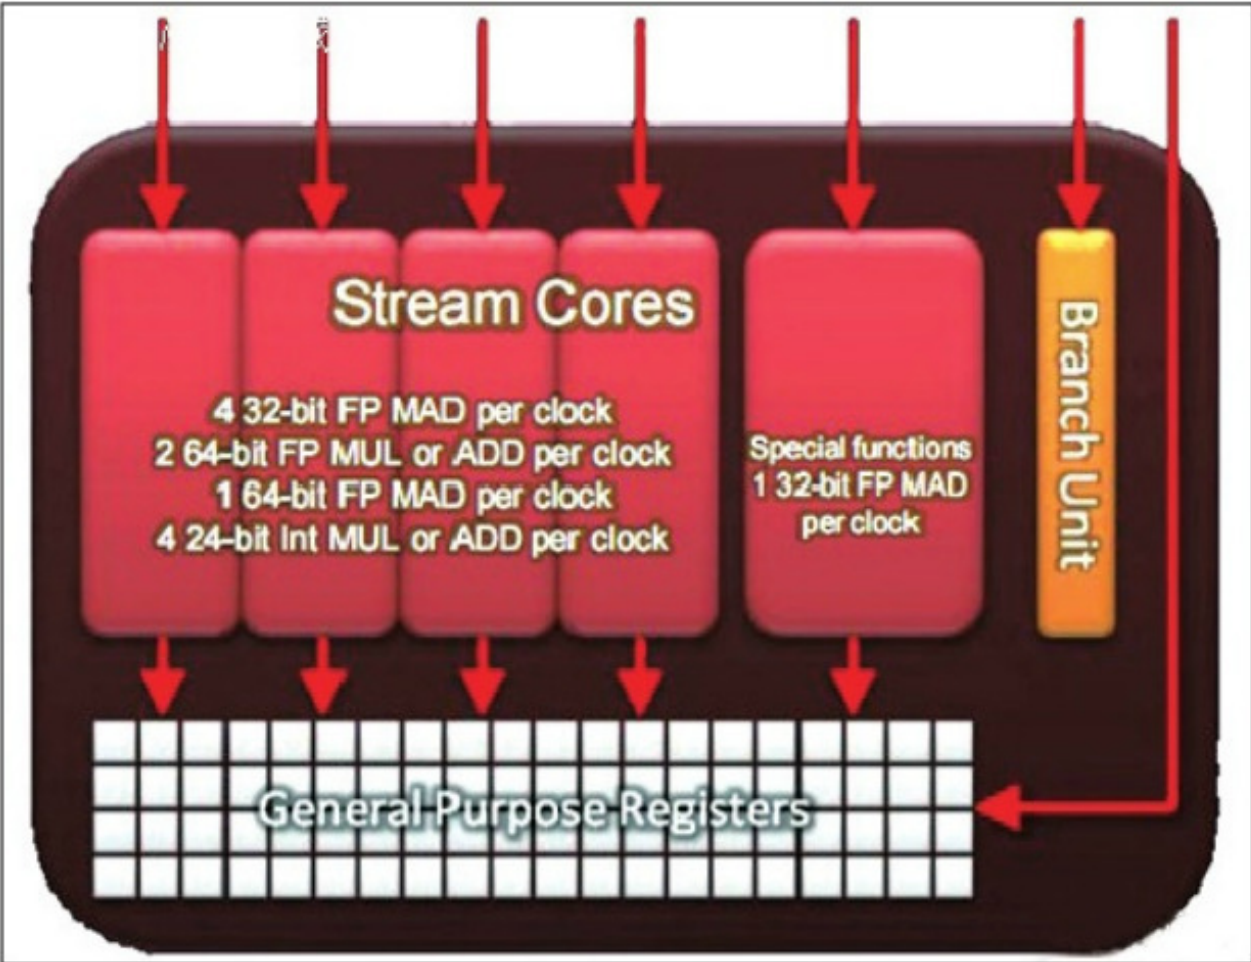 Stream Cores
4 32-bit FP MAD per clock
2 64-bit FP MUL or ADD per clock
1 64-bit FP MAD per clock
4 24-bit Int MUL or ADD per clock
Special functions
1 32-bit FP MAD
per clock
Branch Unit
General Purpose Registers